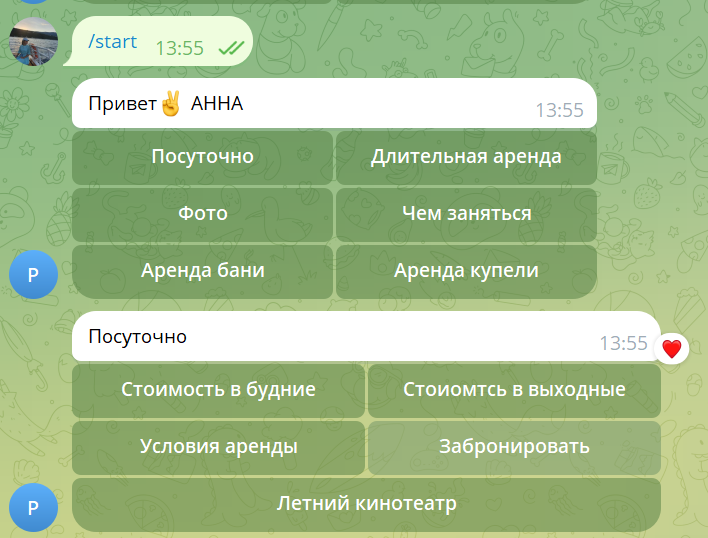 /start 13:55
Привет✌️ АННА
13:55
Посуточно Длительная аренда
Фото Чем заняться
Аренда бани Аренда купели
P
Посуточно
13:55
Стоимость в будние Стоиомтсь в выходные
Условия аренды Забронировать
Летний кинотеатр
P